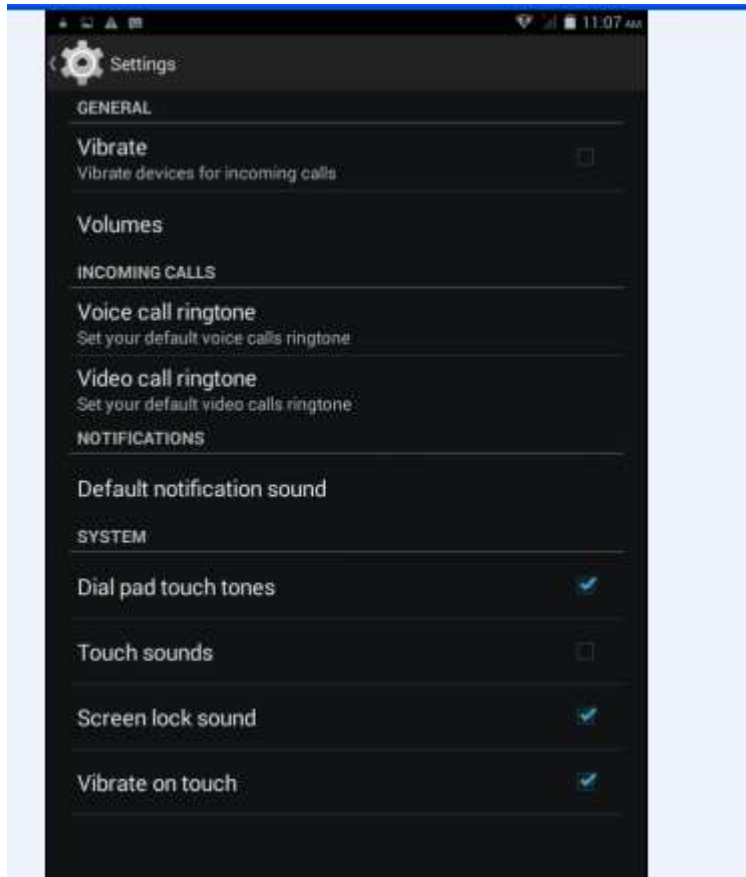 11:07 AM
Settings
GENERAL
Vibrate
Vibrate devices for incoming calls
Volumes
INCOMING CALLS
Voice call ringtone
Set your default voice calls ringtone
Video call ringtone
Set your default video calls ringtone
NOTIFICATIONS
Default notification sound
SYSTEM
Dial pad touch tones
Touch sounds
Screen lock sound
Vibrate on touch